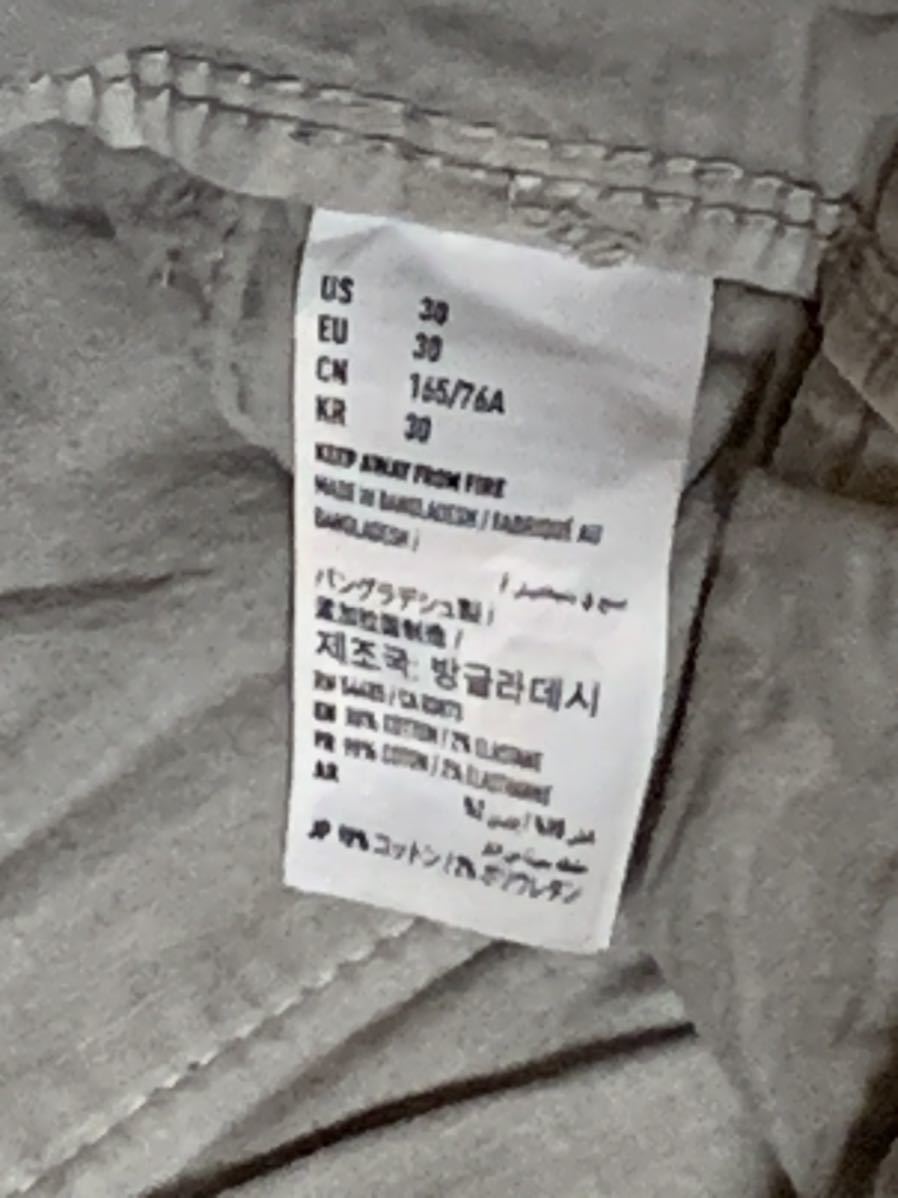 US 30
EU 30
CN 165/76A
KR 30
KEEP AWAY FROM FIRE
MADE IN BANGLADESH / FABRIQUÉ AU
BANGLADESH /
バングラデシュ製 /
孟加拉国制造 /
제조국: 방글라데시
RN
EN 98% COTTON / 2% ELASTANE
FR 98% COTON / 2% ELASTHANNE
AR
JP 98% コットン / 2% ポリウレタン